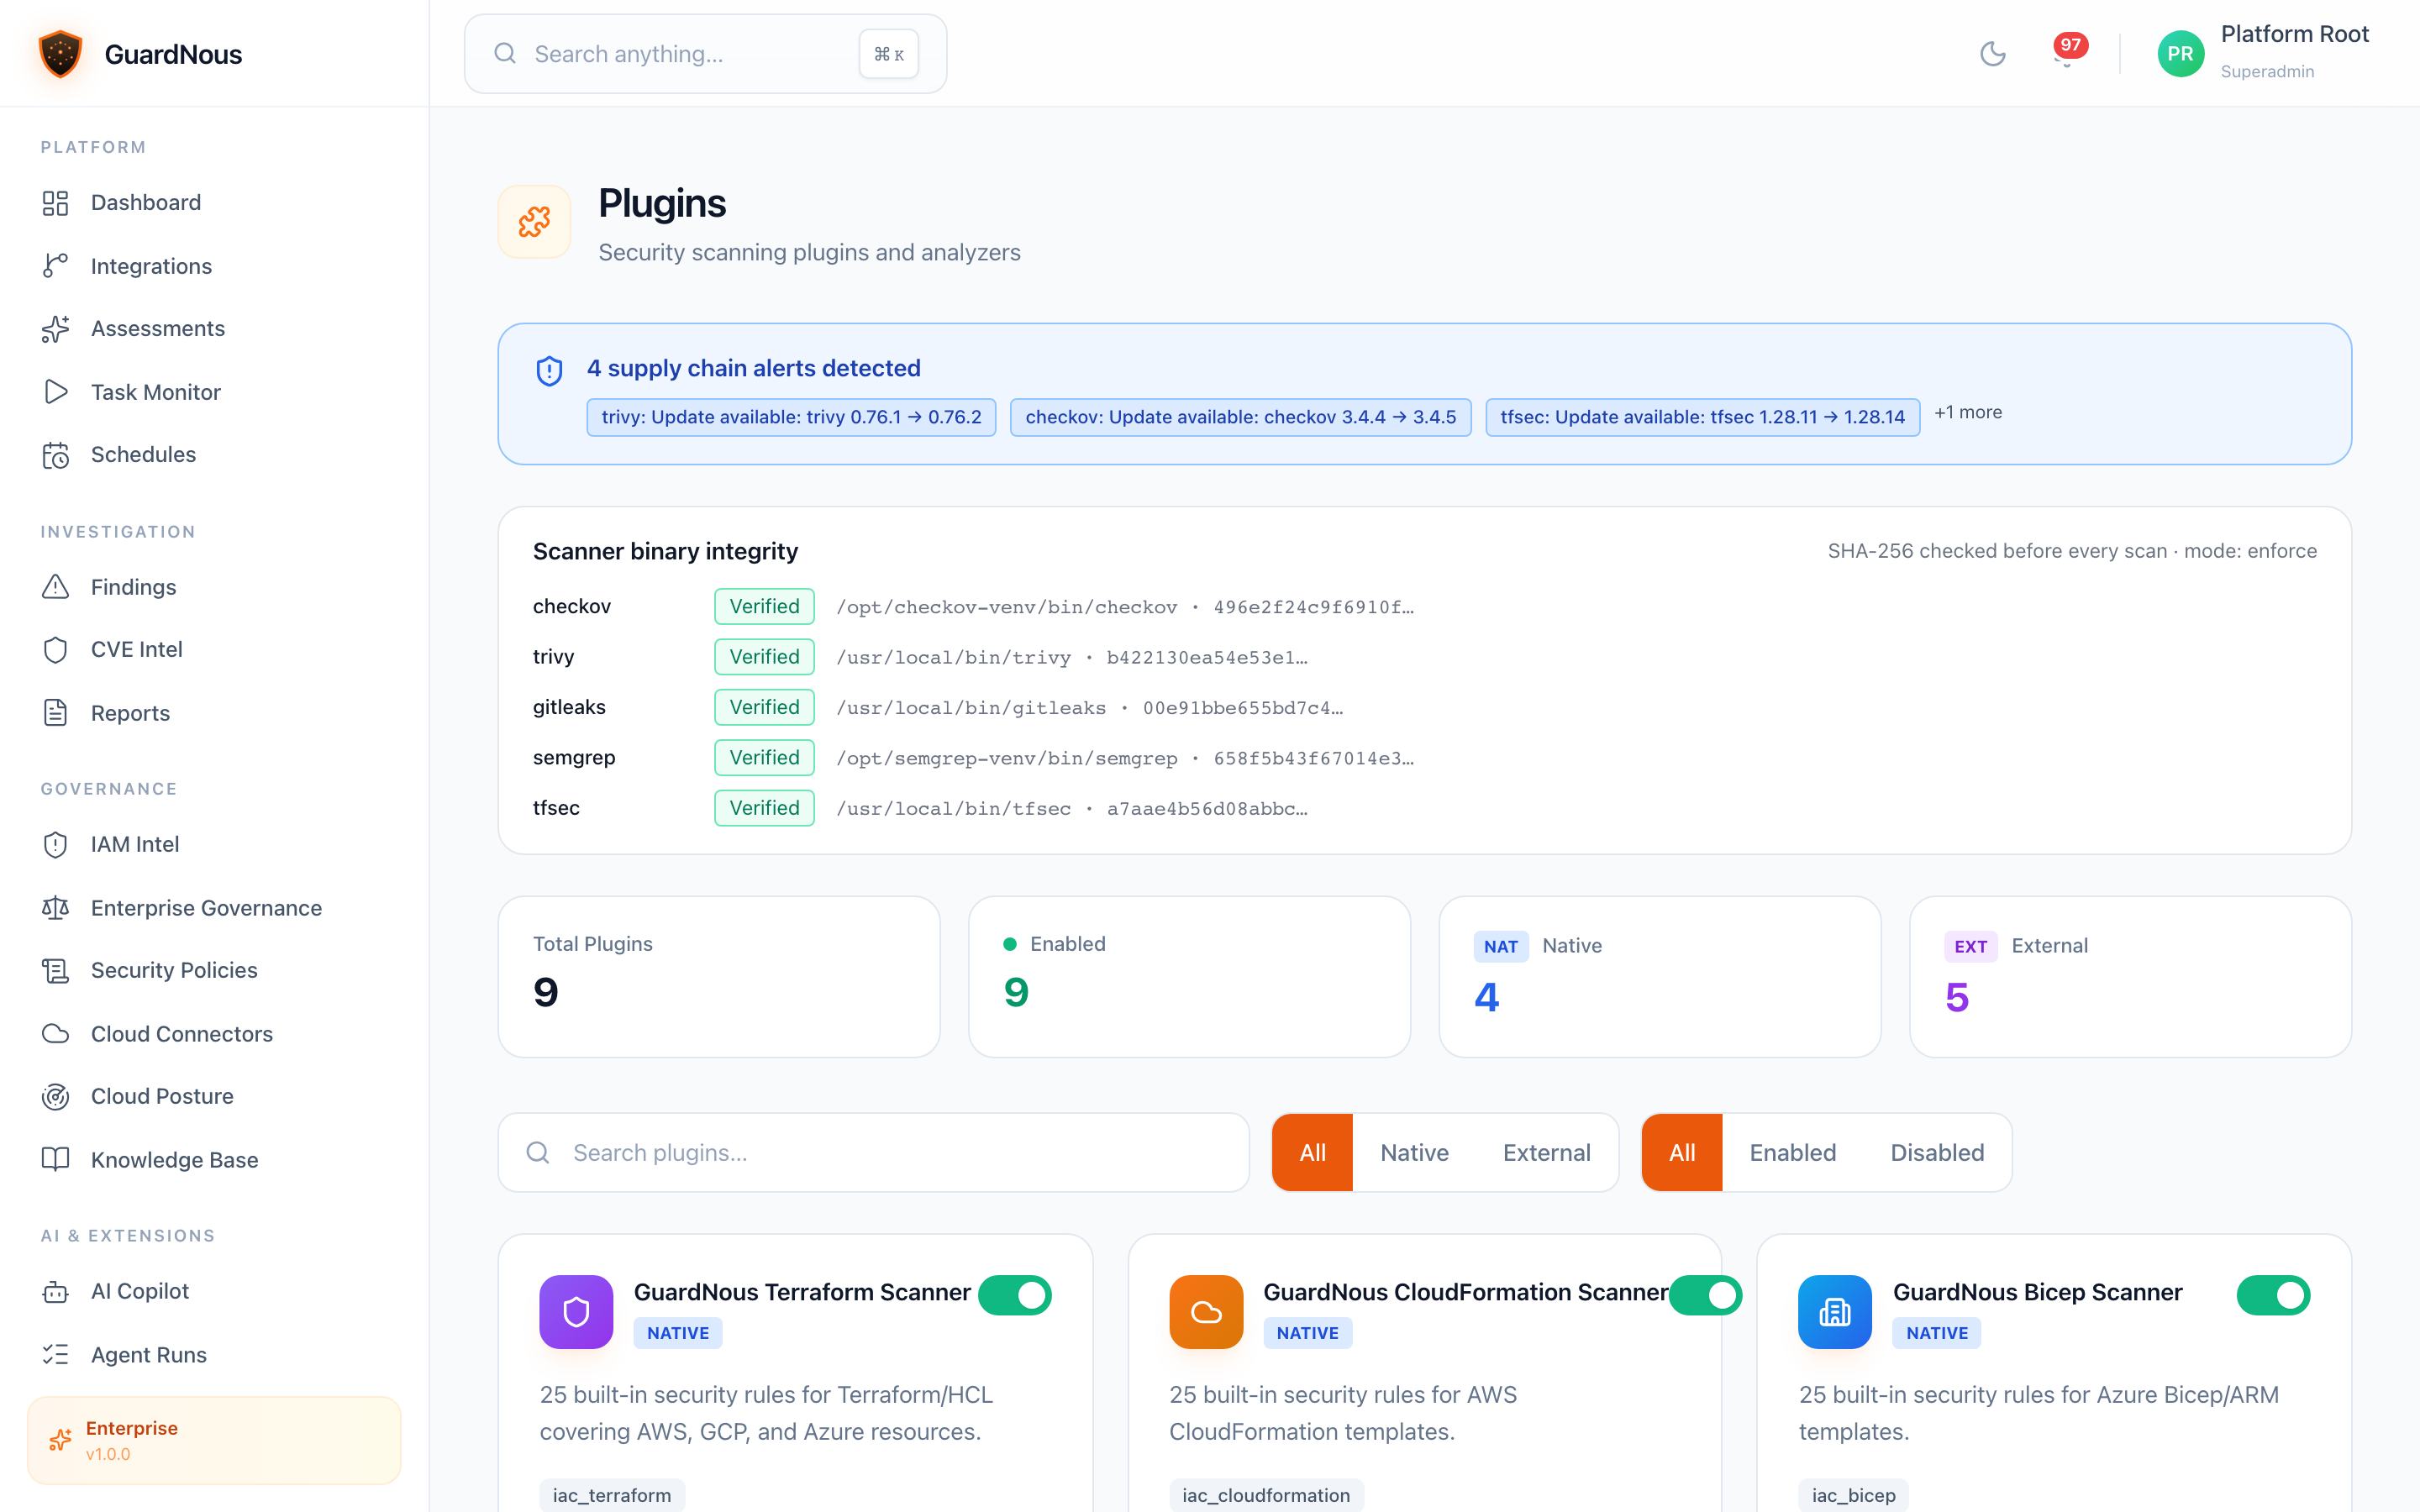 GuardNous
Search anything...
⌘ K
97
PR
Platform Root
Superadmin
PLATFORM
Dashboard
Integrations
Assessments
Task Monitor
Schedules
INVESTIGATION
Findings
CVE Intel
Reports
GOVERNANCE
IAM Intel
Enterprise Governance
Security Policies
Cloud Connectors
Cloud Posture
Knowledge Base
AI & EXTENSIONS
AI Copilot
Agent Runs
Enterprise
v1.0.0
Plugins
Security scanning plugins and analyzers
4 supply chain alerts detected
trivy: Update available: trivy 0.76.1 → 0.76.2
checkov: Update available: checkov 3.4.4 → 3.4.5
tfsec: Update available: tfsec 1.28.11 → 1.28.14
+1 more
Scanner binary integrity
SHA-256 checked before every scan · mode: enforce
checkov Verified /opt/checkov-venv/bin/checkov · 496e2f24c9f6910f…
trivy Verified /usr/local/bin/trivy · b422130ea54e53e1…
gitleaks Verified /usr/local/bin/gitleaks · 00e91bbe655bd7c4…
semgrep Verified /opt/semgrep-venv/bin/semgrep · 658f5b43f67014e3…
tfsec Verified /usr/local/bin/tfsec · a7aae4b56d08abbc…
Total Plugins
9
Enabled
9
NAT Native
4
EXT External
5
Search plugins...
All Native External
All Enabled Disabled
GuardNous Terraform Scanner
NATIVE
25 built-in security rules for Terraform/HCL
covering AWS, GCP, and Azure resources.
iac_terraform
GuardNous CloudFormation Scanner
NATIVE
25 built-in security rules for AWS
CloudFormation templates.
iac_cloudformation
GuardNous Bicep Scanner
NATIVE
25 built-in security rules for Azure Bicep/ARM
templates.
iac_bicep